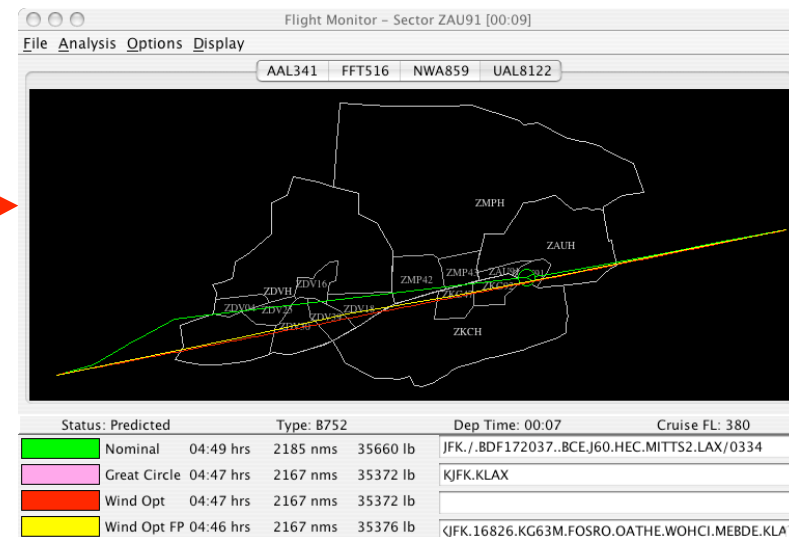 Flight Monitor – Sector ZAU91 [00:09]
File Analysis Options Display
AAL341 FFT516 NWA859 UAL8122
ZMPH
ZAUH
ZMP42 ZMP43
ZDVH ZDV16
ZDV18
ZKCH
Status: Predicted Type: B752 Dep Time: 00:07 Cruise FL: 380
Nominal 04:49 hrs 2185 nms 35660 lb JFK./.BDF172037..BCE.J60.HEC.MITTS2.LAX/0334
Great Circle 04:47 hrs 2167 nms 35372 lb KJFK.KLAX
Wind Opt 04:47 hrs 2167 nms 35372 lb
Wind Opt FP 04:46 hrs 2167 nms 35376 lb KJFK.16826.KG63M.FOSRO.OATHE.WOHCI.MEBDE.KLA